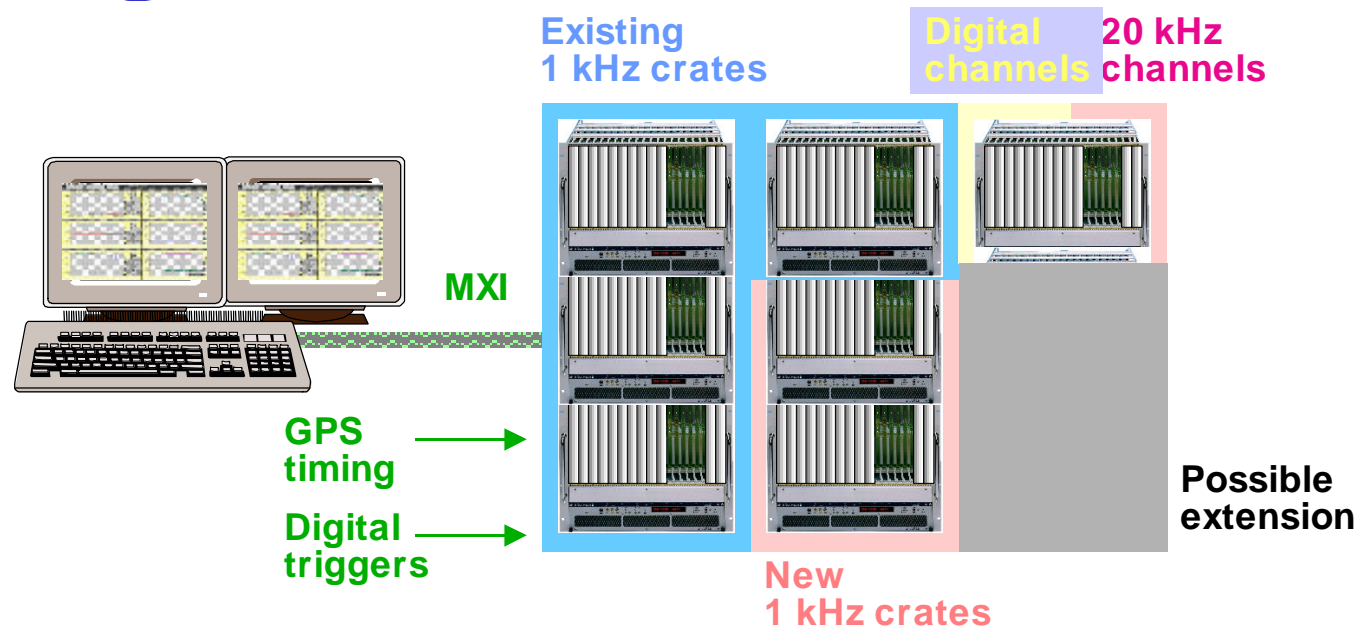 Existing
1 kHz crates
Digital
channels
20 kHz
channels
MXI
GPS
timing
Digital
triggers
Possible
extension
New
1 kHz crates